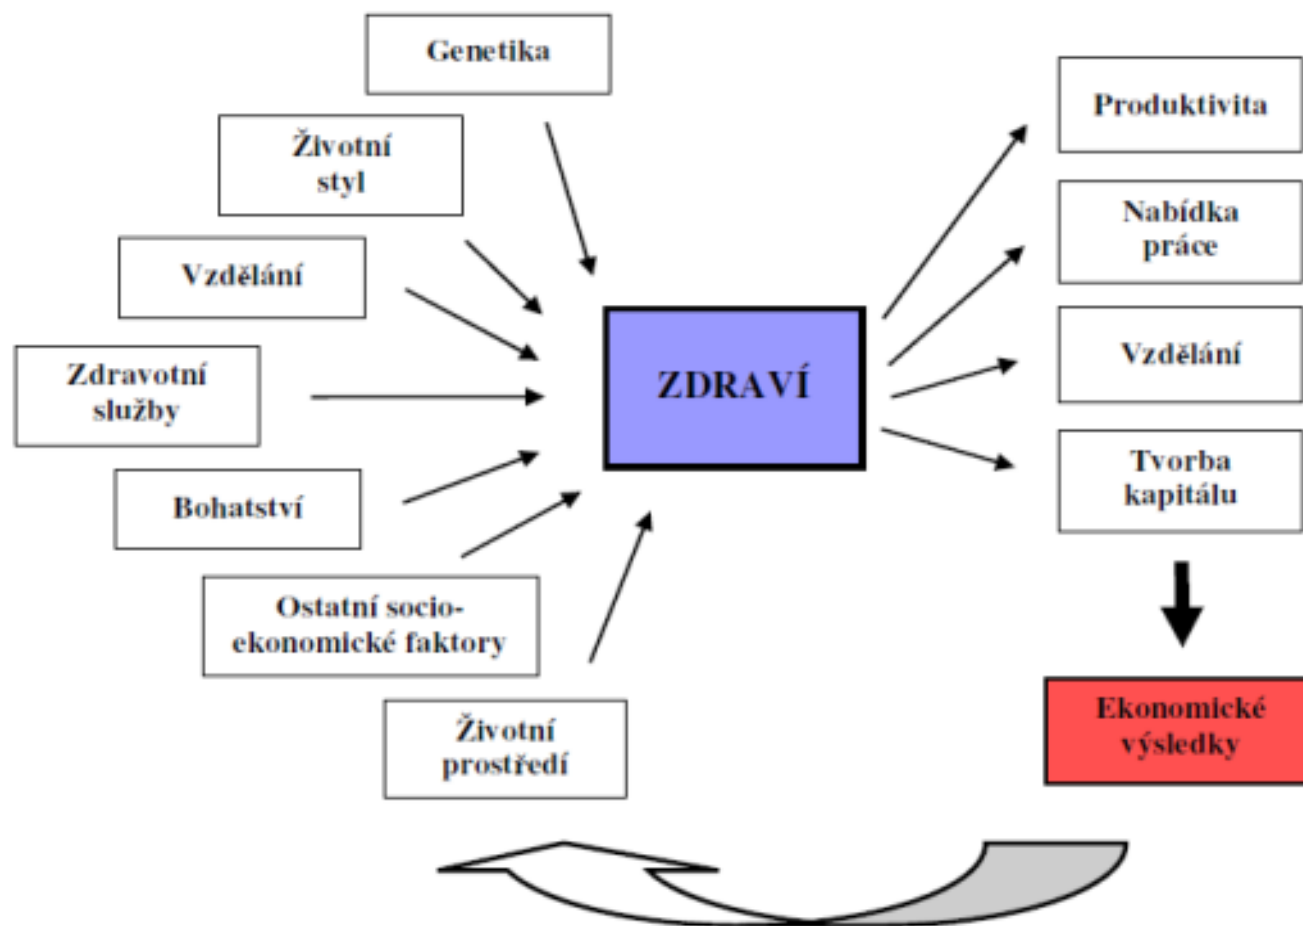 Genetika
Životní
styl
Vzdělání
Zdravotní
služby
Bohatství
Ostatní socio-
ekonomické faktory
Životní
prostředí
ZDRAVÍ
Produktivita
Nabídka
práce
Vzdělání
Tvorba
kapitálu
Ekonomické
výsledky